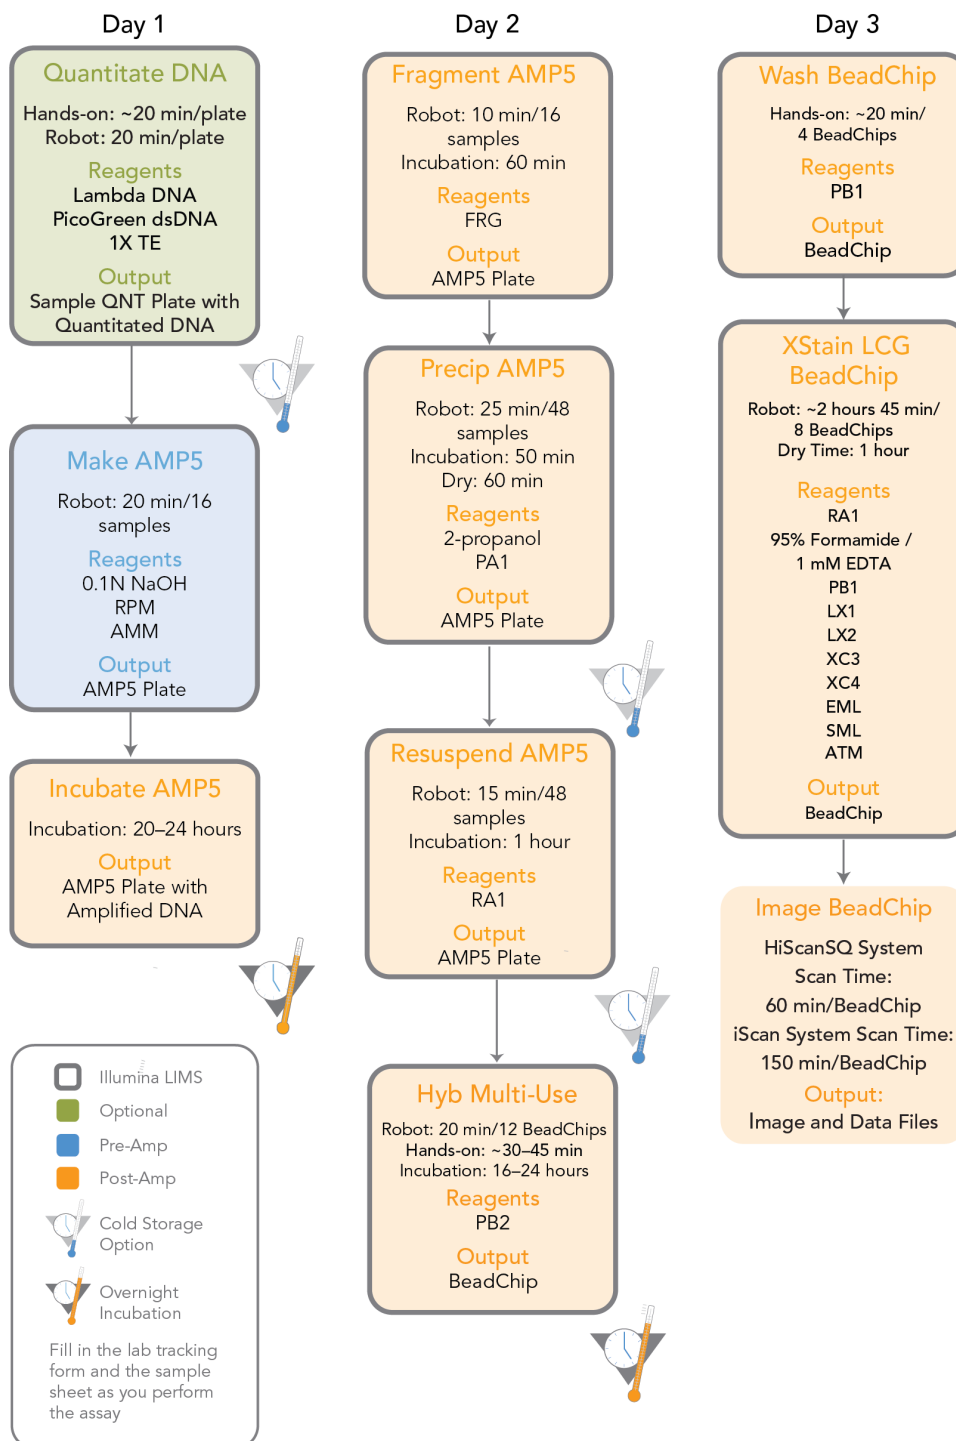 Day 1
Quantitate DNA
Hands-on: ~20 min/plate
Robot: 20 min/plate
Reagents
Lambda DNA
PicoGreen dsDNA
1X TE
Output
Sample QNT Plate with
Quantitated DNA
Make AMP5
Robot: 20 min/16
samples
Reagents
0.1N NaOH
RPM
AMM
Output
AMP5 Plate
Incubate AMP5
Incubation: 20–24 hours
Output
AMP5 Plate with
Amplified DNA
Illumina LIMS
Optional
Pre-Amp
Post-Amp
Cold Storage
Option
Overnight
Incubation
Fill in the lab tracking
form and the sample
sheet as you perform
the assay
Day 2
Fragment AMP5
Robot: 10 min/16
samples
Incubation: 60 min
Reagents
FRG
Output
AMP5 Plate
Precip AMP5
Robot: 25 min/48
samples
Incubation: 50 min
Dry: 60 min
Reagents
2-propanol
PA1
Output
AMP5 Plate
Resuspend AMP5
Robot: 15 min/48
samples
Incubation: 1 hour
Reagents
RA1
Output
AMP5 Plate
Hyb Multi-Use
Robot: 20 min/12 BeadChips
Hands-on: ~30–45 min
Incubation: 16–24 hours
Reagents
PB2
Output
BeadChip
Day 3
Wash BeadChip
Hands-on: ~20 min/
4 BeadChips
Reagents
PB1
Output
BeadChip
XStain LCG
BeadChip
Robot: ~2 hours 45 min/
8 BeadChips
Dry Time: 1 hour
Reagents
RA1
95% Formamide /
1 mM EDTA
PB1
LX1
LX2
XC3
XC4
EML
SML
ATM
Output
BeadChip
Image BeadChip
HiScanSQ System
Scan Time:
60 min/BeadChip
iScan System Scan Time:
150 min/BeadChip
Output:
Image and Data Files